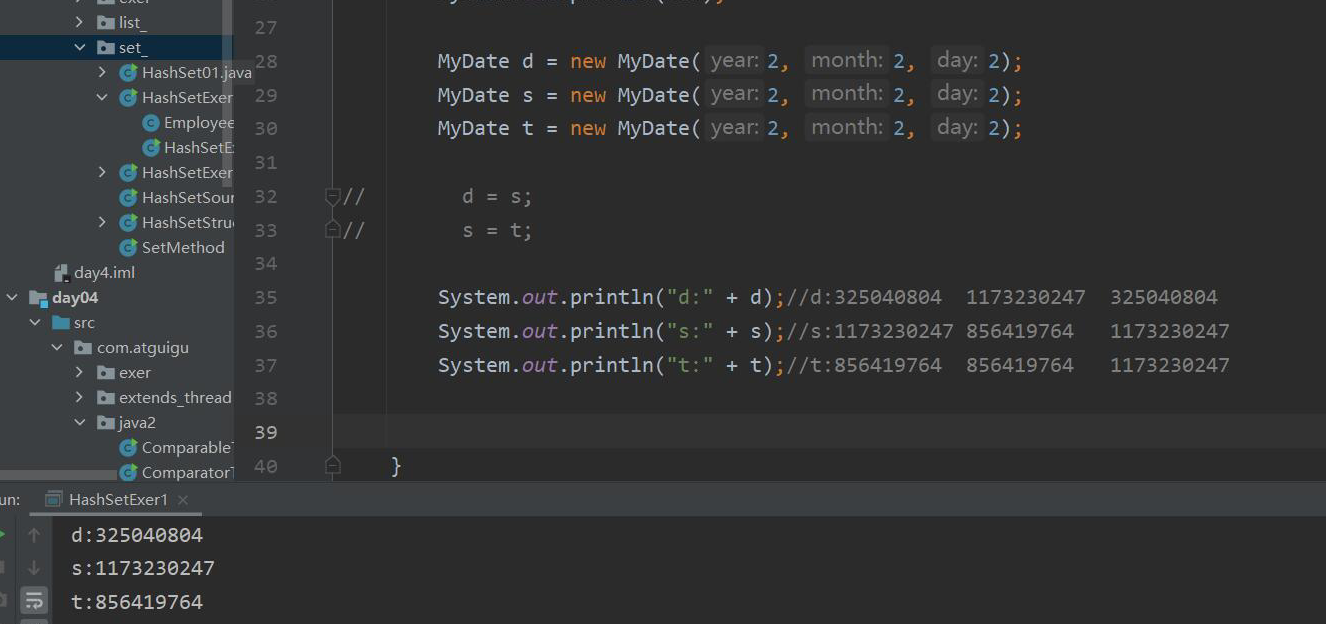 list_
set_
HashSet01.java
HashSetExer
Employee
HashSetE
HashSetExer
HashSetSour
HashSetStru
SetMethod
day4.iml
day04
src
com.atguigu
exer
extends_thread
java2
Comparable
Comparator
27
28 MyDate d = new MyDate( year: 2, month: 2, day: 2);
29 MyDate s = new MyDate( year: 2, month: 2, day: 2);
30 MyDate t = new MyDate( year: 2, month: 2, day: 2);
31
32 // d = s;
33 // s = t;
34
35 System.out.println("d:" + d);//d:325040804 1173230247 325040804
36 System.out.println("s:" + s);//s:1173230247 856419764 1173230247
37 System.out.println("t:" + t);//t:856419764 856419764 1173230247
38
39
40 }
un: HashSetExer1 ×
d:325040804
s:1173230247
t:856419764